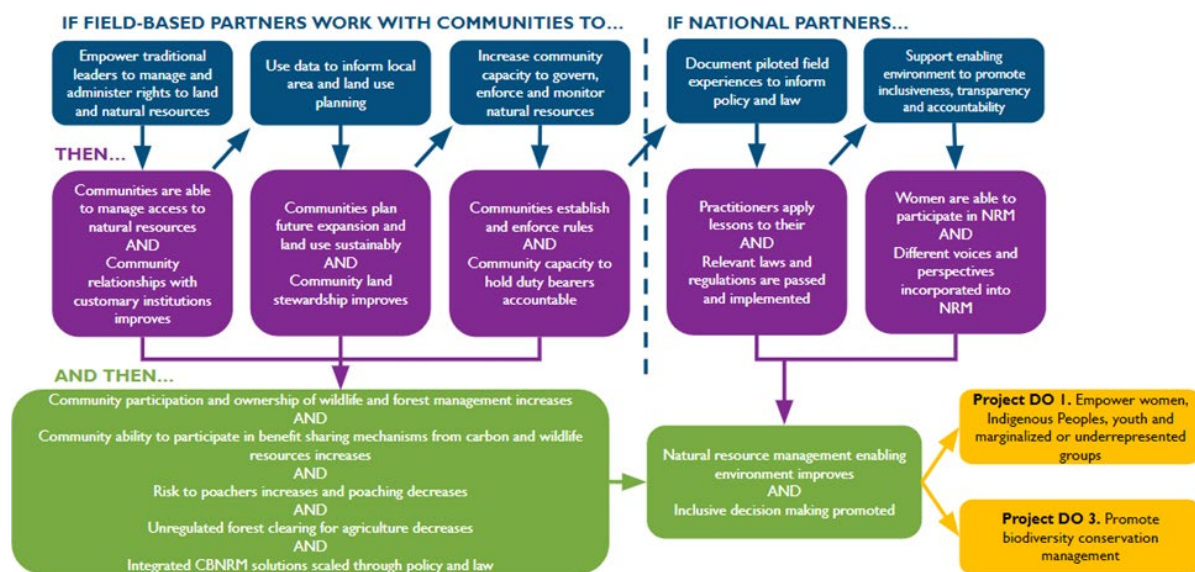 IF FIELD-BASED PARTNERS WORK WITH COMMUNITIES TO...
IF NATIONAL PARTNERS...
Empower traditional
leaders to manage and
administer rights to land
and natural resources
Use data to inform local
area and land use
planning
Increase community
capacity to govern,
enforce and monitor
natural resources
Document piloted field
experiences to inform
policy and law
Support enabling
environment to promote
inclusiveness, transparency
and accountability
THEN...
Communities are able
to manage access to
natural resources
AND
Community
relationships with
customary institutions
improves
Communities plan
future expansion and
land use sustainably
AND
Community land
stewardship improves
Communities establish
and enforce rules
AND
Community capacity to
hold duty bearers
accountable
Practitioners apply
lessons to their
AND
Relevant laws and
regulations are passed
and implemented
Women are able to
participate in NRM
AND
Different voices and
perspectives
incorporated into
NRM
AND THEN...
Community participation and ownership of wildlife and forest management increases
AND
Community ability to participate in benefit sharing mechanisms from carbon and wildlife
resources increases
AND
Risk to poachers increases and poaching decreases
AND
Unregulated forest clearing for agriculture decreases
AND
Integrated CBNRM solutions scaled through policy and law
Natural resource management enabling
environment improves
AND
Inclusive decision making promoted
Project DO 1. Empower women,
Indigenous Peoples, youth and
marginalized or underrepresented
groups
Project DO 3. Promote
biodiversity conservation
management